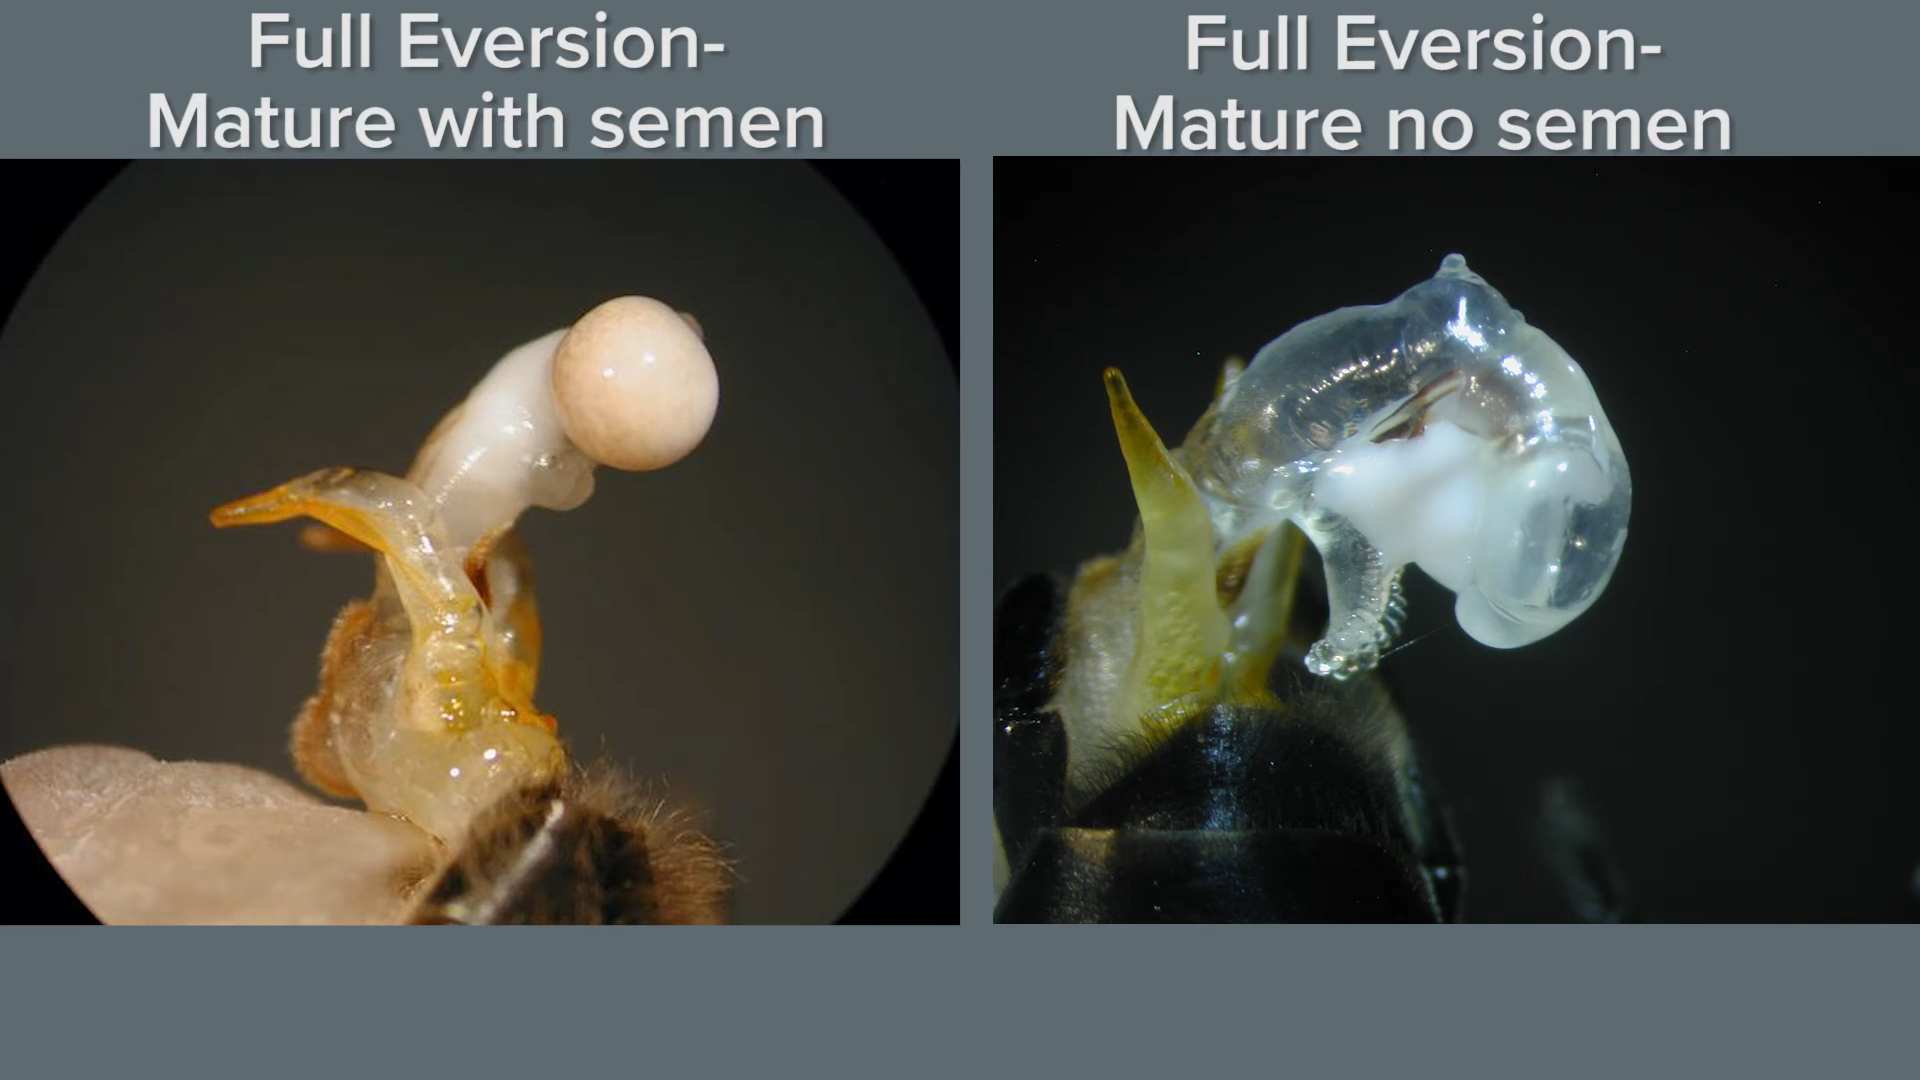 Full Eversion-
Mature with semen
Full Eversion-
Mature no semen